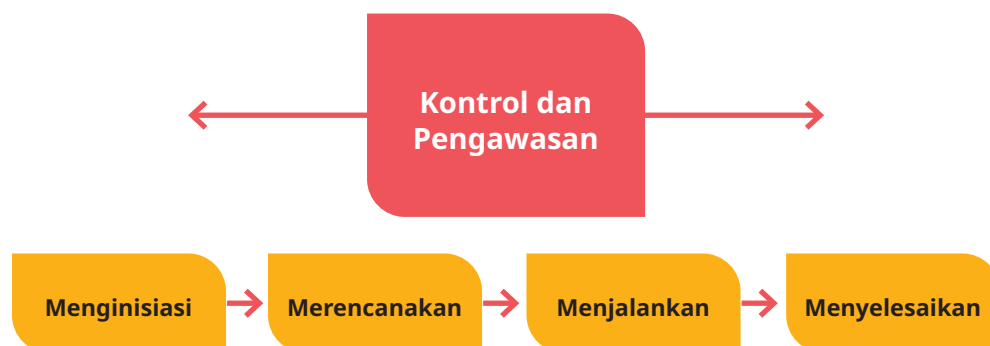 Kontrol dan
Pengawasan
Menginisiasi
Merencanakan
Menjalankan
Menyelesaikan